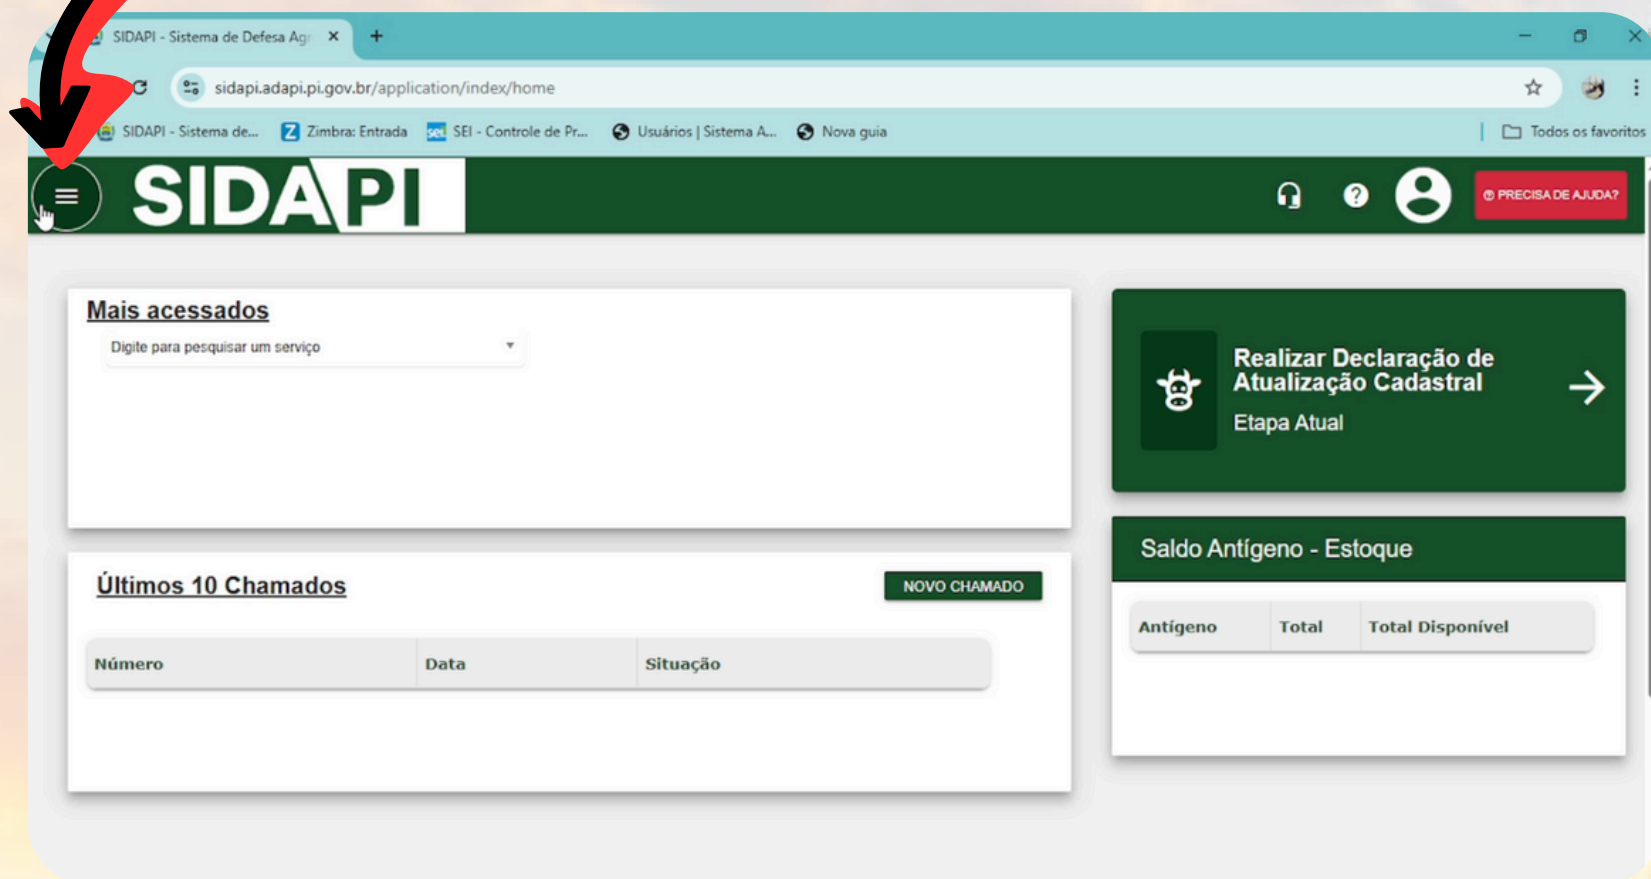 SIDAPI - Sistema de Defesa Agr
sidapi.adapi.pi.gov.br/application/index/home
SIDAPI - Sistema de...
Z Zimbra: Entrada
sei SEI - Controle de Pr...
Usuários | Sistema A...
Nova guia
Todos os favoritos
SIDAPI
PRECISA DE AJUDA?
Mais acessados
Digite para pesquisar um serviço
Realizar Declaração de
Atualização Cadastral
Etapa Atual
Últimos 10 Chamados
NOVO CHAMADO
Número Data Situação
Saldo Antígeno - Estoque
Antígeno Total Total Disponível